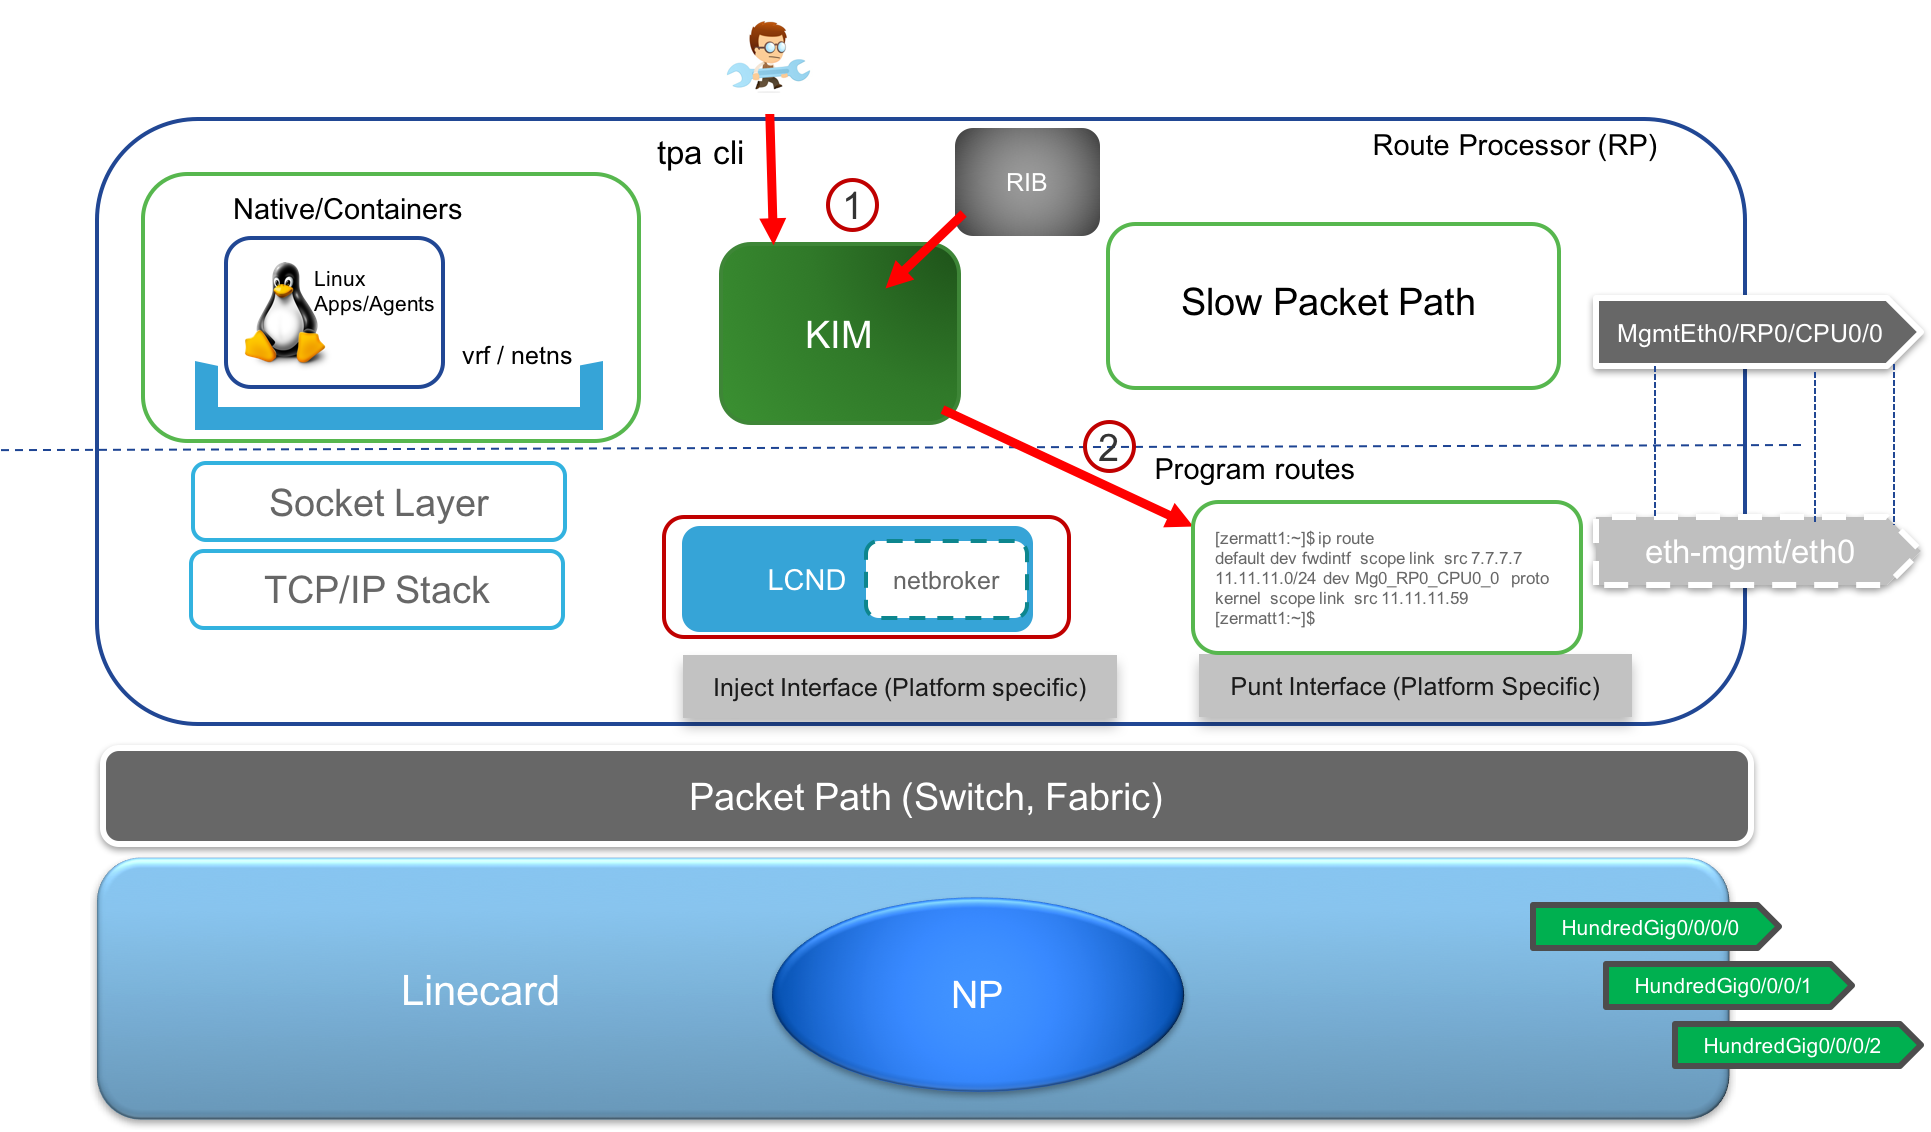 tpa cli
Route Processor (RP)
RIB
1
Native/Containers
Linux
Apps/Agents
vrf / netns
KIM
Slow Packet Path
MgmtEth0/RP0/CPU0/0
2
Program routes
Socket Layer
TCP/IP Stack
LCND
netbroker
[zermatt1:~]$ ip route
default dev fwdintf scope link src 7.7.7.7
11.11.11.0/24 dev Mg0_RP0_CPU0_0 proto
kernel scope link src 11.11.11.59
[zermatt1:~]$
eth-mgmt/eth0
Inject Interface (Platform specific)
Punt Interface (Platform Specific)
Packet Path (Switch, Fabric)
Linecard
NP
HundredGig0/0/0/0
HundredGig0/0/0/1
HundredGig0/0/0/2